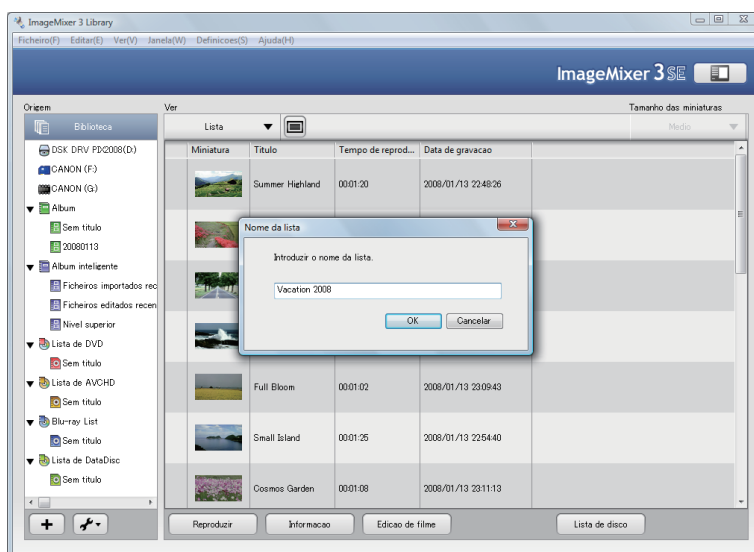 ImageMixer 3 Library
Ficheiro(F) Editar(E) Ver(V) Janela(W) Definicoes(S) Ajuda(H)
ImageMixer 3 SE
Origem Ver Tamanho das miniaturas
Biblioteca Lista Medio
DSK DRV PDX2008(D:)
CANON (F:)
CANON (G:)
Album
Sem titulo
20080113
Album inteligente
Ficheiros importados rec
Ficheiros editados recen
Nivel superior
Lista de DVD
Sem titulo
Lista de AVCHD
Sem titulo
Blu-ray List
Sem titulo
Lista de DataDisc
Sem titulo
Miniatura Titulo Tempo de reprod... Data de gravacao
Summer Highland 00:01:20 2008/01/13 22:48:26
Nome da lista
Introduzir o nome da lista.
Vacation 2008
OK Cancelar
Full Bloom 00:01:02 2008/01/13 23:09:43
Small Island 00:01:25 2008/01/13 22:54:40
Cosmos Garden 00:01:08 2008/01/13 23:11:13
Reproduzir Informacao Edicao de filme Lista de disco